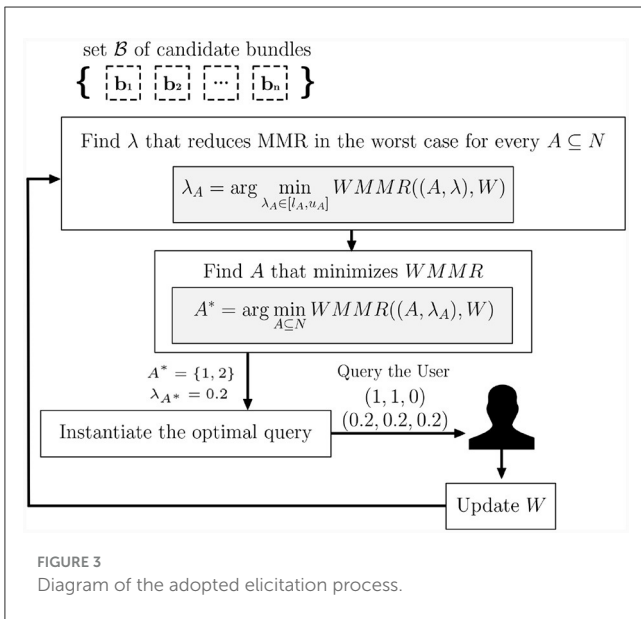 set ℬ of candidate bundles
{ b₁ b₂ ··· bₙ }
Find λ that reduces MMR in the worst case for every A ⊆ N
λ_A = arg min_{λ_A∈[l_A,u_A]} WMMR((A, λ), W)
Find A that minimizes WMMR
A* = arg min_{A⊆N} WMMR((A, λ_A), W)
A* = {1, 2}
λ_{A*} = 0.2
Query the User
(1, 1, 0)
(0.2, 0.2, 0.2)
Instantiate the optimal query
Update W
FIGURE 3
Diagram of the adopted elicitation process.